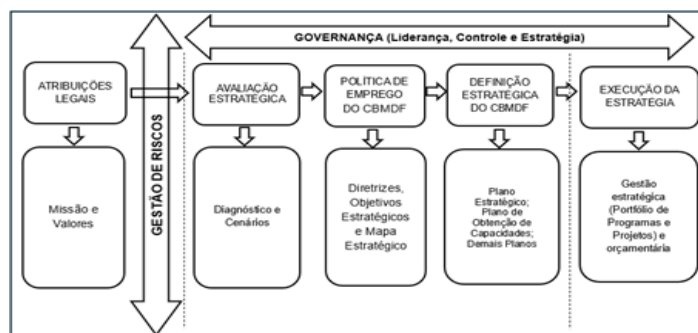 GOVERNANÇA (Liderança, Controle e Estratégia)
GESTÃO DE RISCOS
ATRIBUIÇÕES
LEGAIS
AVALIAÇÃO
ESTRATÉGICA
POLÍTICA DE
EMPREGO
DO CBMDF
DEFINIÇÃO
ESTRATÉGICA
DO CBMDF
EXECUÇÃO DA
ESTRATÉGIA
Missão e
Valores
Diagnóstico e
Cenários
Diretrizes,
Objetivos
Estratégicos
e Mapa
Estratégico
Plano
Estratégico;
Plano de
Obtenção de
Capacidades;
Demais Planos
Gestão
estratégica
(Portfólio de
Programas e
Projetos) e
orçamentária